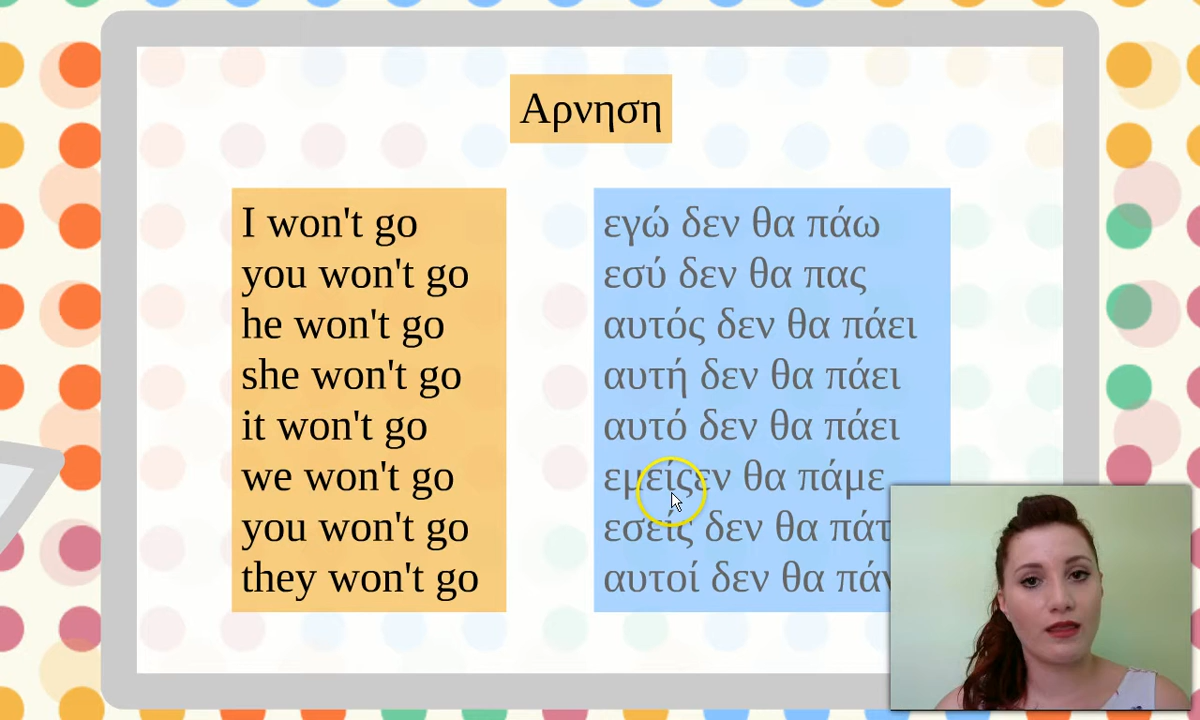 Αρνηση
I won't go
you won't go
he won't go
she won't go
it won't go
we won't go
you won't go
they won't go
εγώ δεν θα πάω
εσύ δεν θα πας
αυτός δεν θα πάει
αυτή δεν θα πάει
αυτό δεν θα πάει
εμείςεν θα πάμε
εσείς δεν θα
αυτοί δεν θα